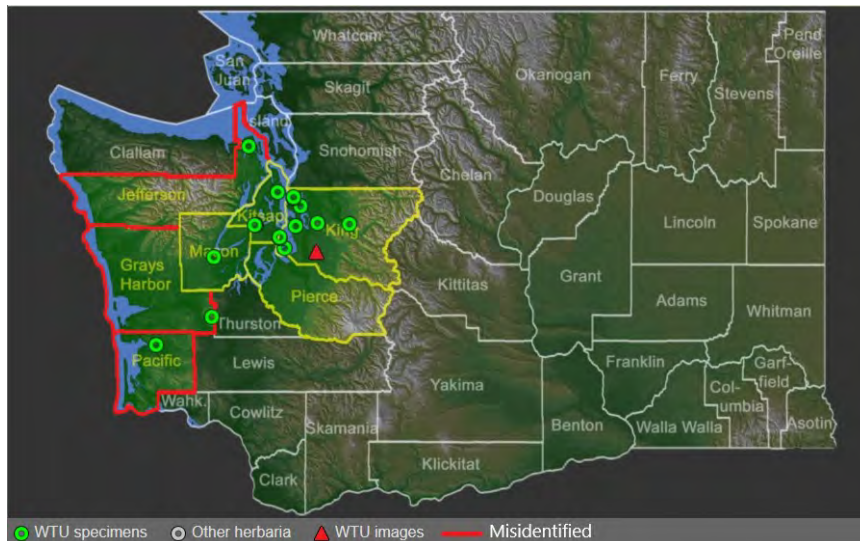 Whatcom
Pend
Oreille
San
Juan
Okanogan
Ferry
Stevens
Skagit
Island
Clallam
Snohomish
Chelan
Jefferson
Douglas
Kitsap
Lincoln
Spokane
King
Mason
Grays
Harbor
Grant
Kittitas
Pierce
Adams
Whitman
Thurston
Pacific
Lewis
Franklin
Garf-
field
Yakima
Col-
umbia
Wahk.
Cowlitz
Asotin
Skamania
Benton
Walla Walla
Klickitat
Clark
WTU specimens Other herbaria WTU images Misidentified